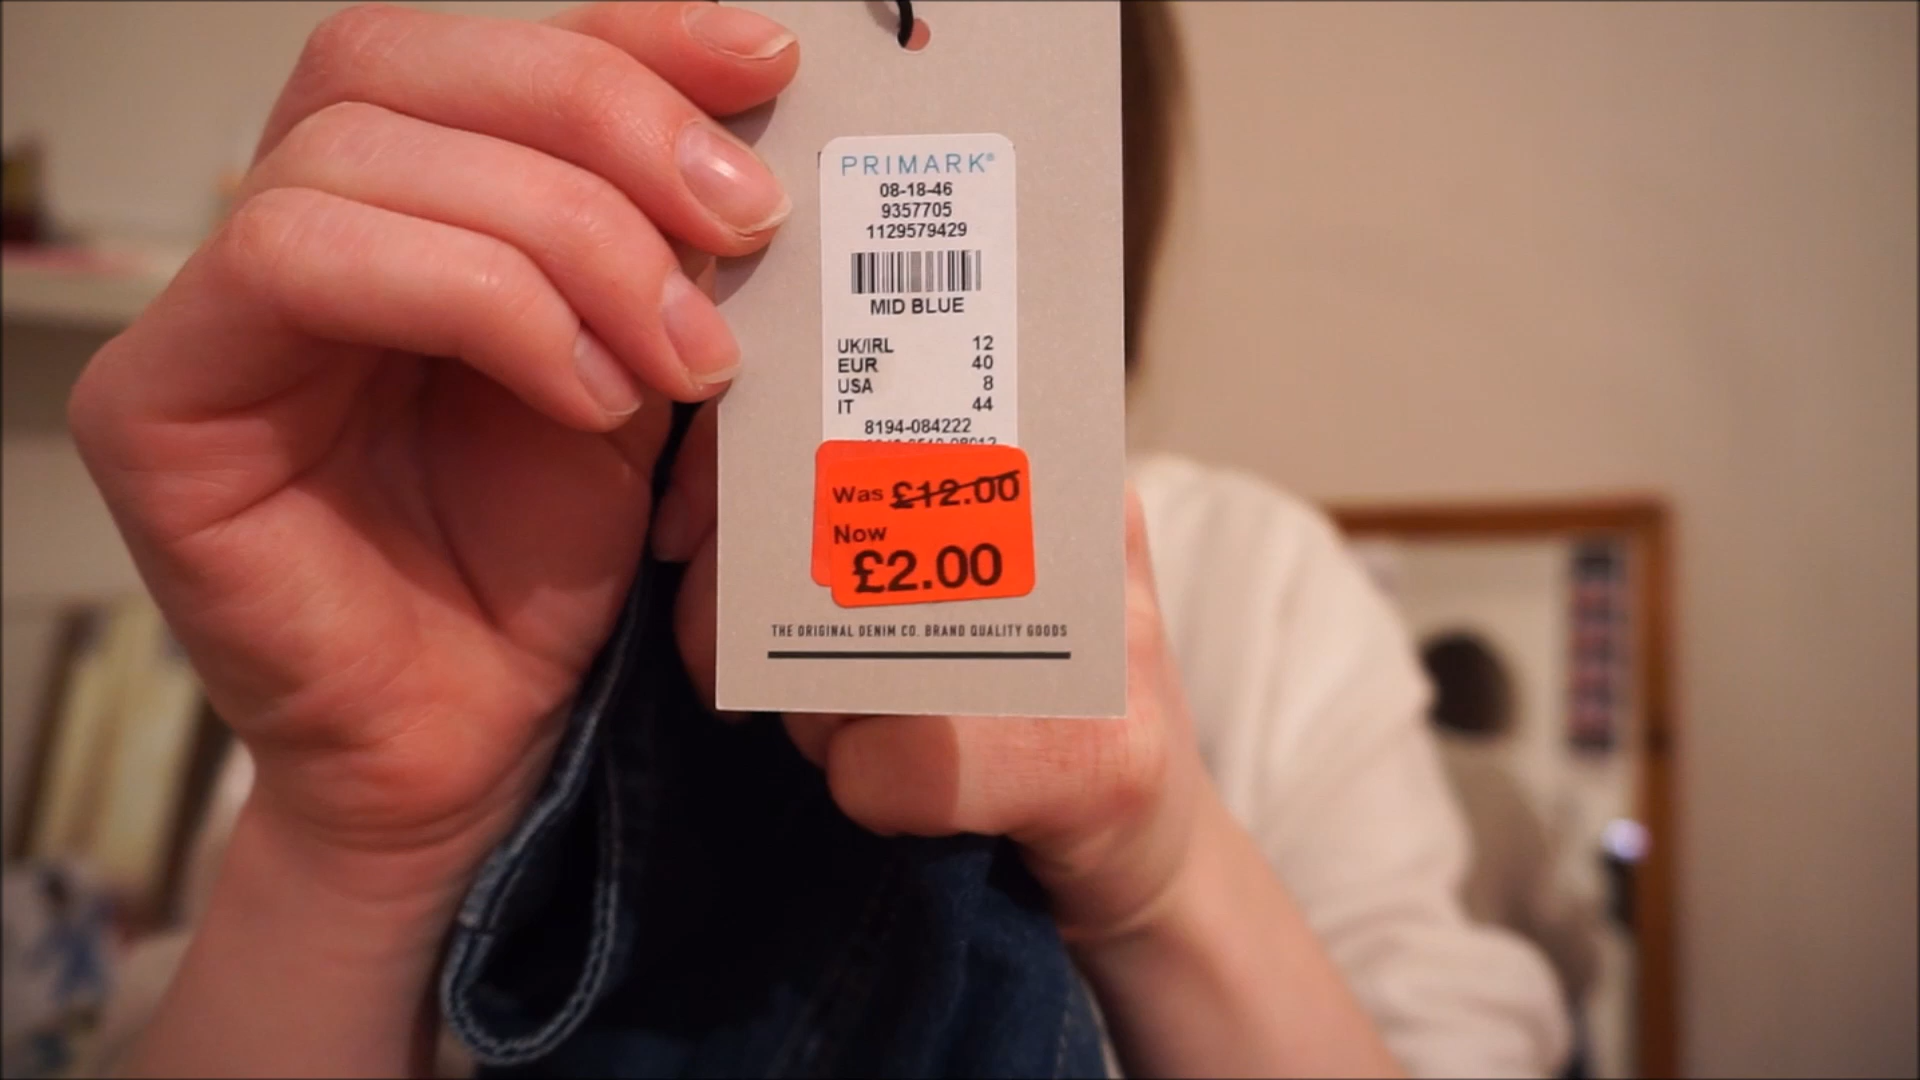 PRIMARK®
08-18-46
9357705
1129579429
MID BLUE
UK/IRL 12
EUR 40
USA 8
IT 44
8194-084222
Was £12.00
Now
£2.00
THE ORIGINAL DENIM CO. BRAND QUALITY GOODS